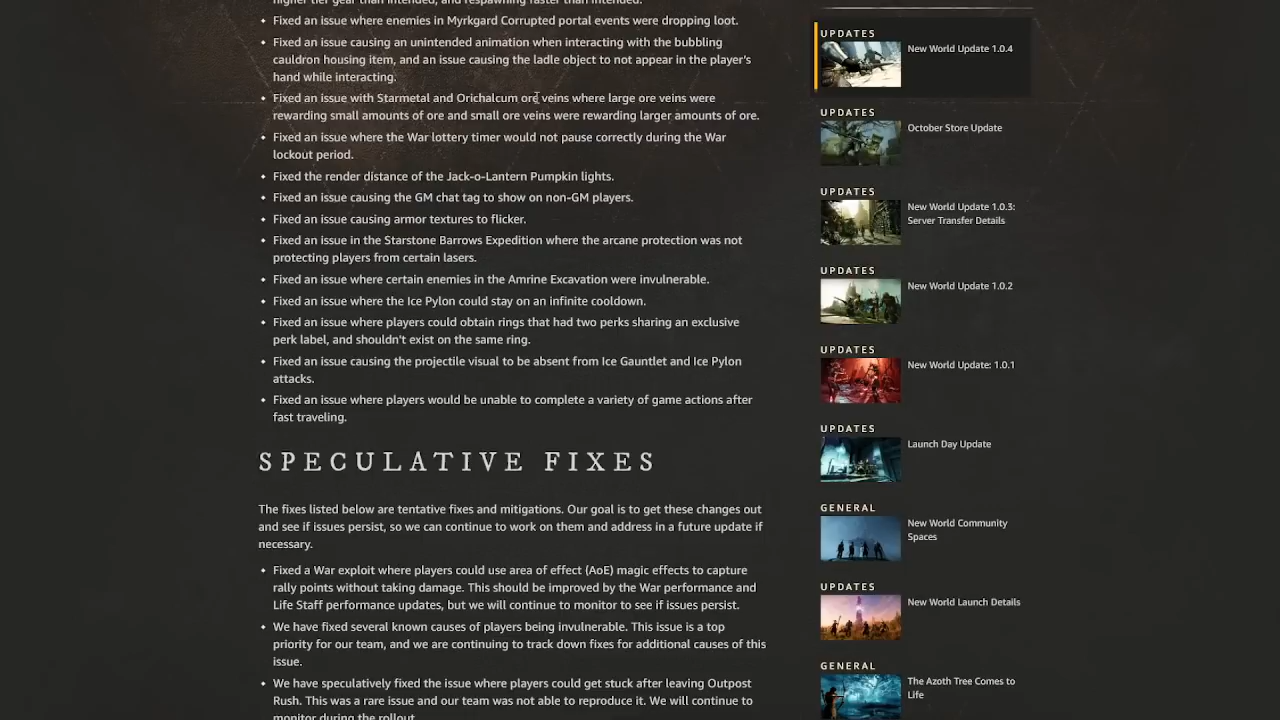 higher tier gear than intended, and respawning faster than intended.
Fixed an issue where enemies in Myrkgard Corrupted portal events were dropping loot.
Fixed an issue causing an unintended animation when interacting with the bubbling
cauldron housing item, and an issue causing the ladle object to not appear in the player's
hand while interacting.
Fixed an issue with Starmetal and Orichalcum ore veins where large ore veins were
rewarding small amounts of ore and small ore veins were rewarding larger amounts of ore.
Fixed an issue where the War lottery timer would not pause correctly during the War
lockout period.
Fixed the render distance of the Jack-o-Lantern Pumpkin lights.
Fixed an issue causing the GM chat tag to show on non-GM players.
Fixed an issue causing armor textures to flicker.
Fixed an issue in the Starstone Barrows Expedition where the arcane protection was not
protecting players from certain lasers.
Fixed an issue where certain enemies in the Amrine Excavation were invulnerable.
Fixed an issue where the Ice Pylon could stay on an infinite cooldown.
Fixed an issue where players could obtain rings that had two perks sharing an exclusive
perk label, and shouldn't exist on the same ring.
Fixed an issue causing the projectile visual to be absent from Ice Gauntlet and Ice Pylon
attacks.
Fixed an issue where players would be unable to complete a variety of game actions after
fast traveling.
SPECULATIVE FIXES
The fixes listed below are tentative fixes and mitigations. Our goal is to get these changes out
and see if issues persist, so we can continue to work on them and address in a future update if
necessary.
Fixed a War exploit where players could use area of effect (AoE) magic effects to capture
rally points without taking damage. This should be improved by the War performance and
Life Staff performance updates, but we will continue to monitor to see if issues persist.
We have fixed several known causes of players being invulnerable. This issue is a top
priority for our team, and we are continuing to track down fixes for additional causes of this
issue.
We have speculatively fixed the issue where players could get stuck after leaving Outpost
Rush. This was a rare issue and our team was not able to reproduce it. We will continue to
monitor during the rollout.
UPDATES
New World Update 1.0.4
UPDATES
October Store Update
UPDATES
New World Update 1.0.3:
Server Transfer Details
UPDATES
New World Update 1.0.2
UPDATES
New World Update: 1.0.1
UPDATES
Launch Day Update
GENERAL
New World Community
Spaces
UPDATES
New World Launch Details
GENERAL
The Azoth Tree Comes to
Life